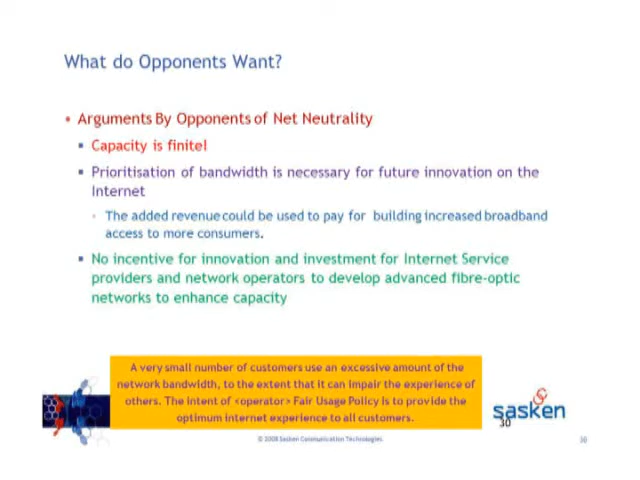 What do Opponents Want?
Arguments By Opponents of Net Neutrality
Capacity is finite!
Prioritisation of bandwidth is necessary for future innovation on the
Internet
The added revenue could be used to pay for building increased broadband
access to more consumers.
No incentive for innovation and investment for Internet Service
providers and network operators to develop advanced fibre-optic
networks to enhance capacity
A very small number of customers use an excessive amount of the
network bandwidth, to the extent that it can impair the experience of
others. The intent of <operator> Fair Usage Policy is to provide the
optimum internet experience to all customers.
sasken
30
© 2008 Sasken Communication Technologies
30